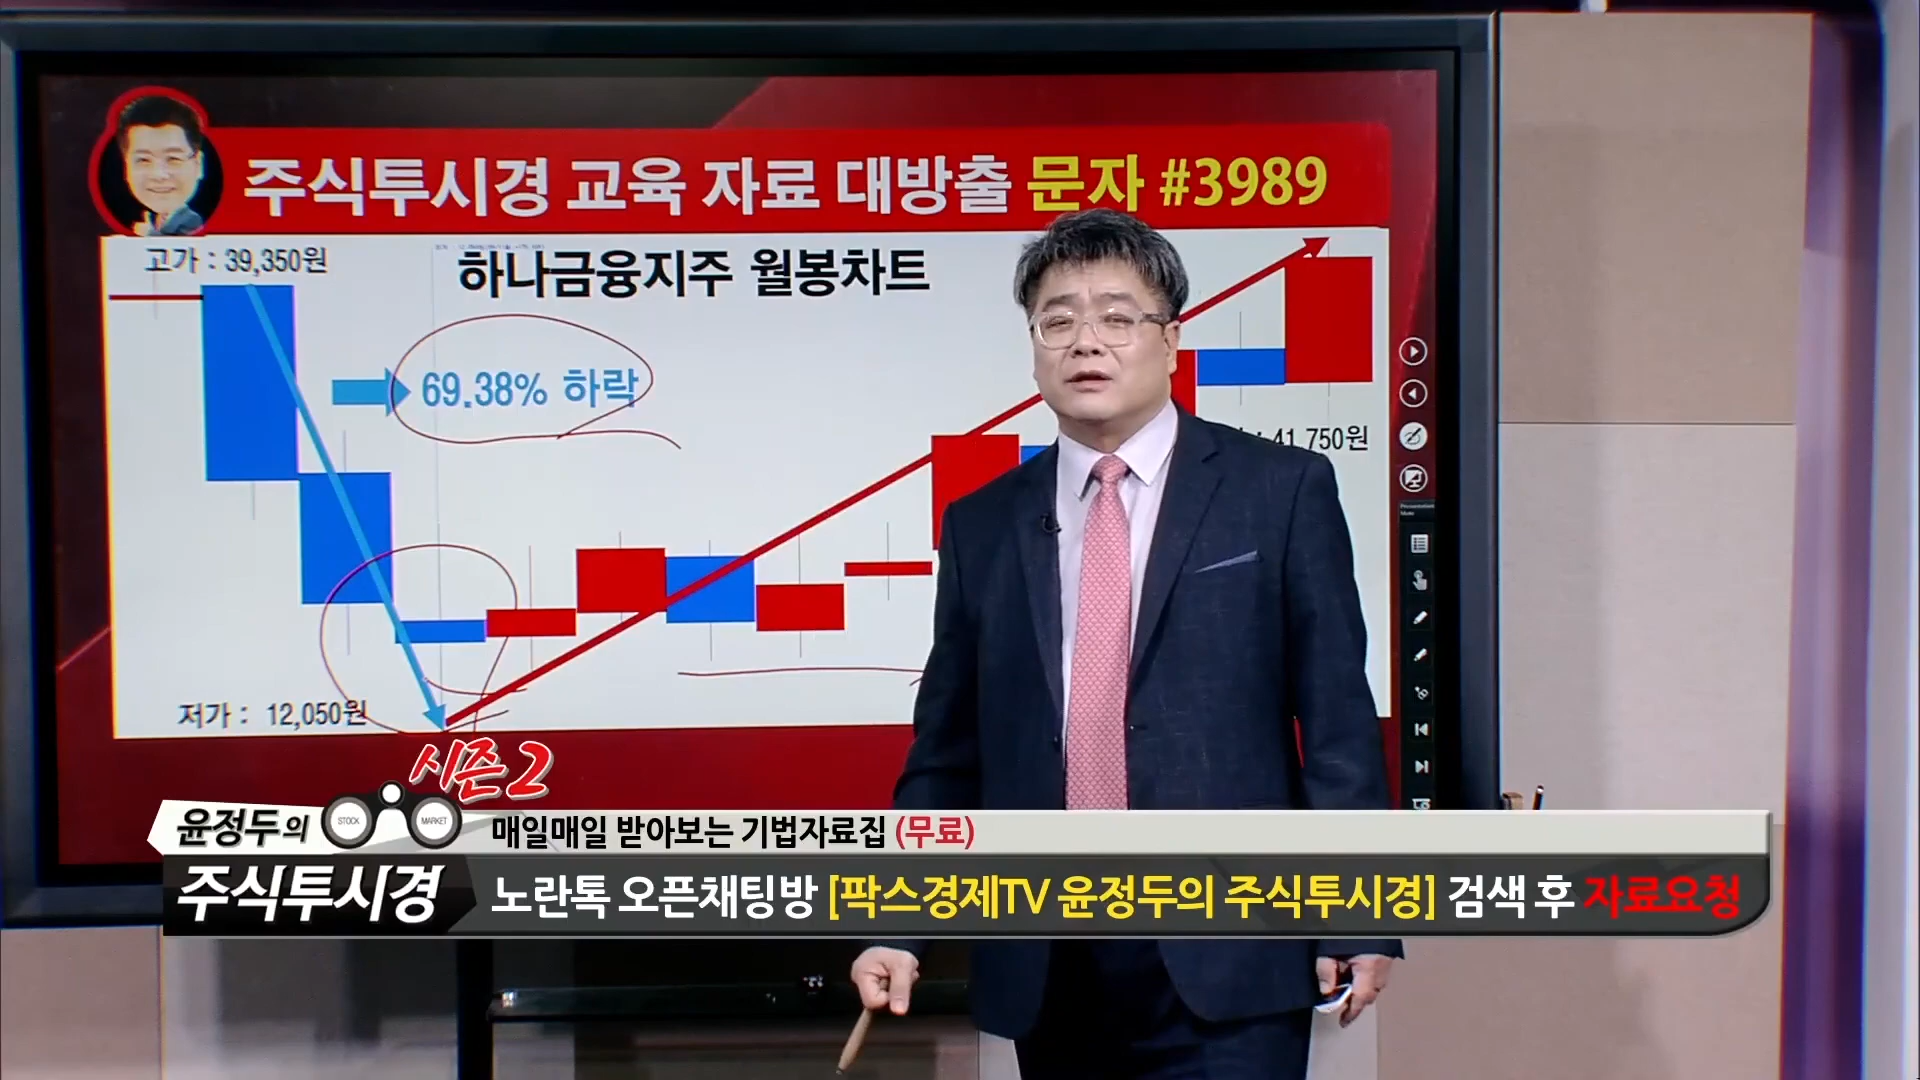 주식투시경 교육 자료 대방출 문자 #3989
고가 : 39,350원
하나금융지주 월봉차트
69.38% 하락
41,750원
저가 : 12,050원
시즌2
윤정두의
STOCK
MARKET
주식투시경
매일매일 받아보는 기법자료집 (무료)
노란톡 오픈채팅방 [팍스경제TV 윤정두의 주식투시경] 검색 후 자료요청